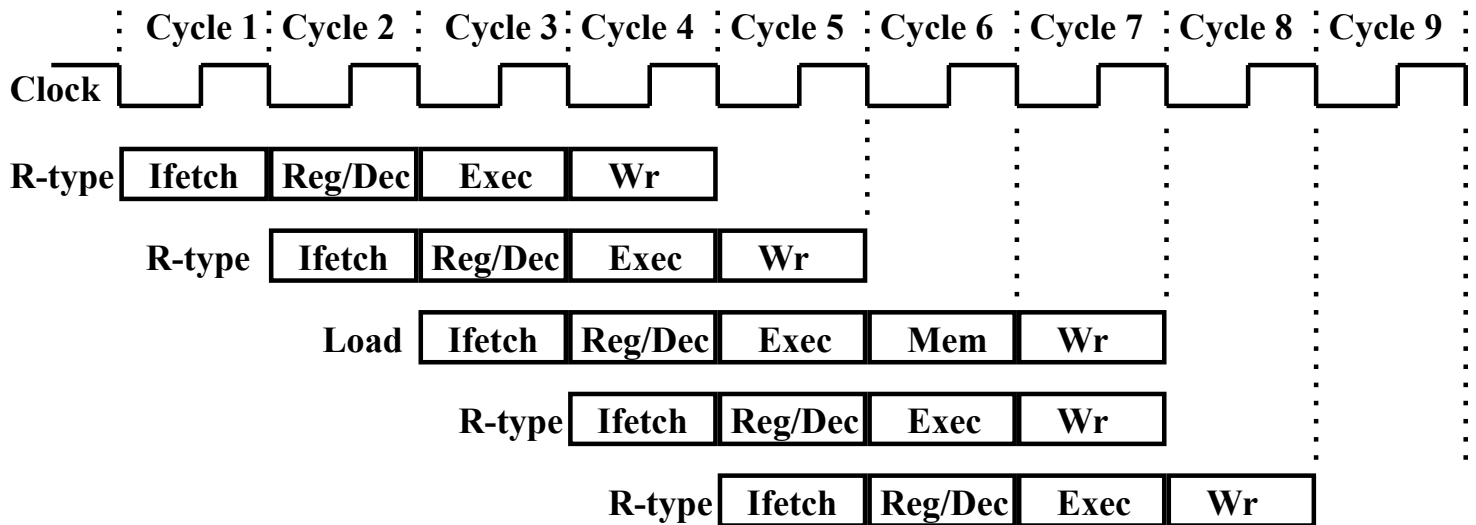 Cycle 1 Cycle 2 Cycle 3 Cycle 4 Cycle 5 Cycle 6 Cycle 7 Cycle 8 Cycle 9
Clock
R-type Ifetch Reg/Dec Exec Wr
R-type Ifetch Reg/Dec Exec Wr
Load Ifetch Reg/Dec Exec Mem Wr
R-type Ifetch Reg/Dec Exec Wr
R-type Ifetch Reg/Dec Exec Wr